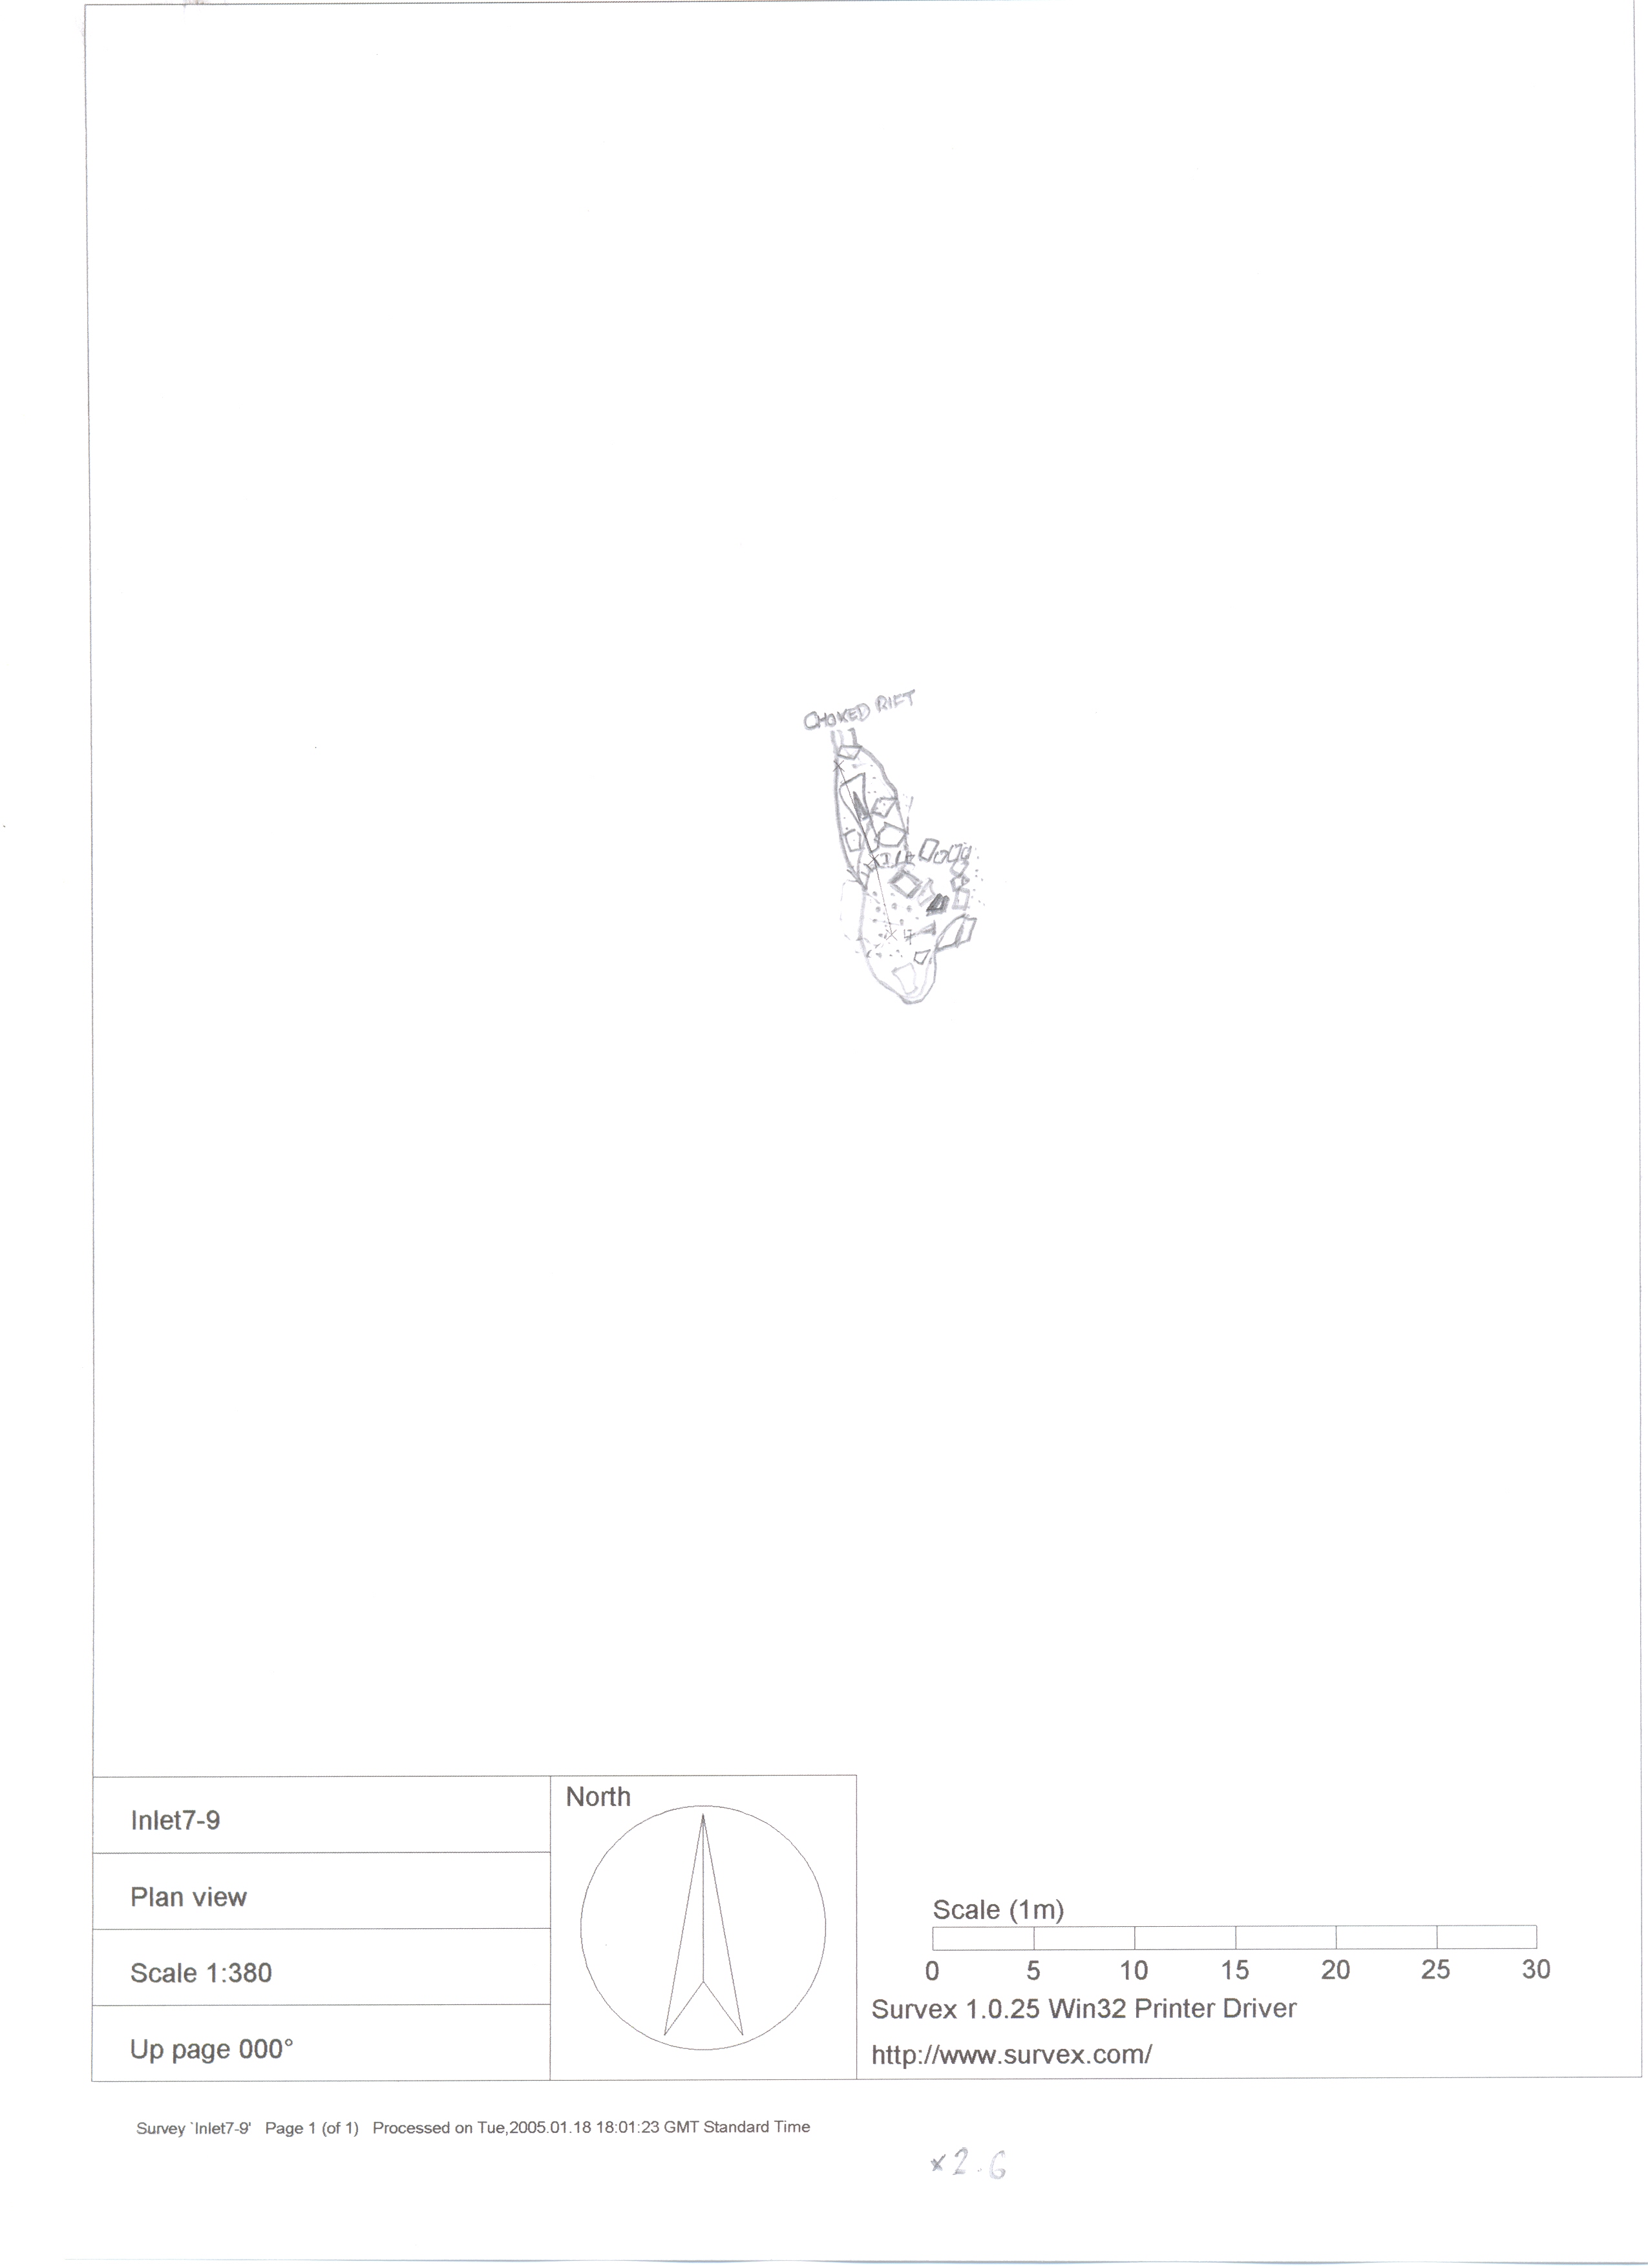 CHOKED RIFT
Inlet7-9
Plan view
Scale 1:380
Up page 000°
North
Scale (1m)
0 5 10 15 20 25 30
Survex 1.0.25 Win32 Printer Driver
http://www.survex.com/
Survey `Inlet7-9' Page 1 (of 1) Processed on Tue,2005.01.18 18:01:23 GMT Standard Time
x2.6